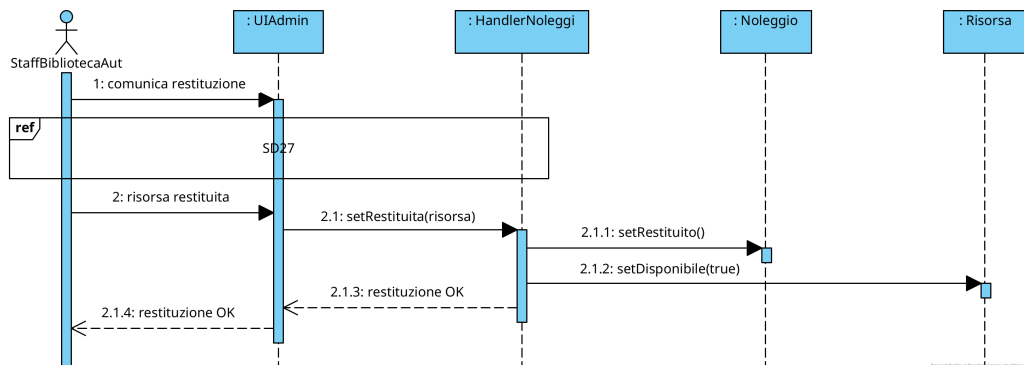 : UIAdmin
: HandlerNoleggi
: Noleggio
: Risorsa
StaffBibliotecaAut
1: comunica restituzione
ref
SD27
2: risorsa restituita
2.1: setRestituita(risorsa)
2.1.1: setRestituito()
2.1.2: setDisponibile(true)
2.1.3: restituzione OK
2.1.4: restituzione OK